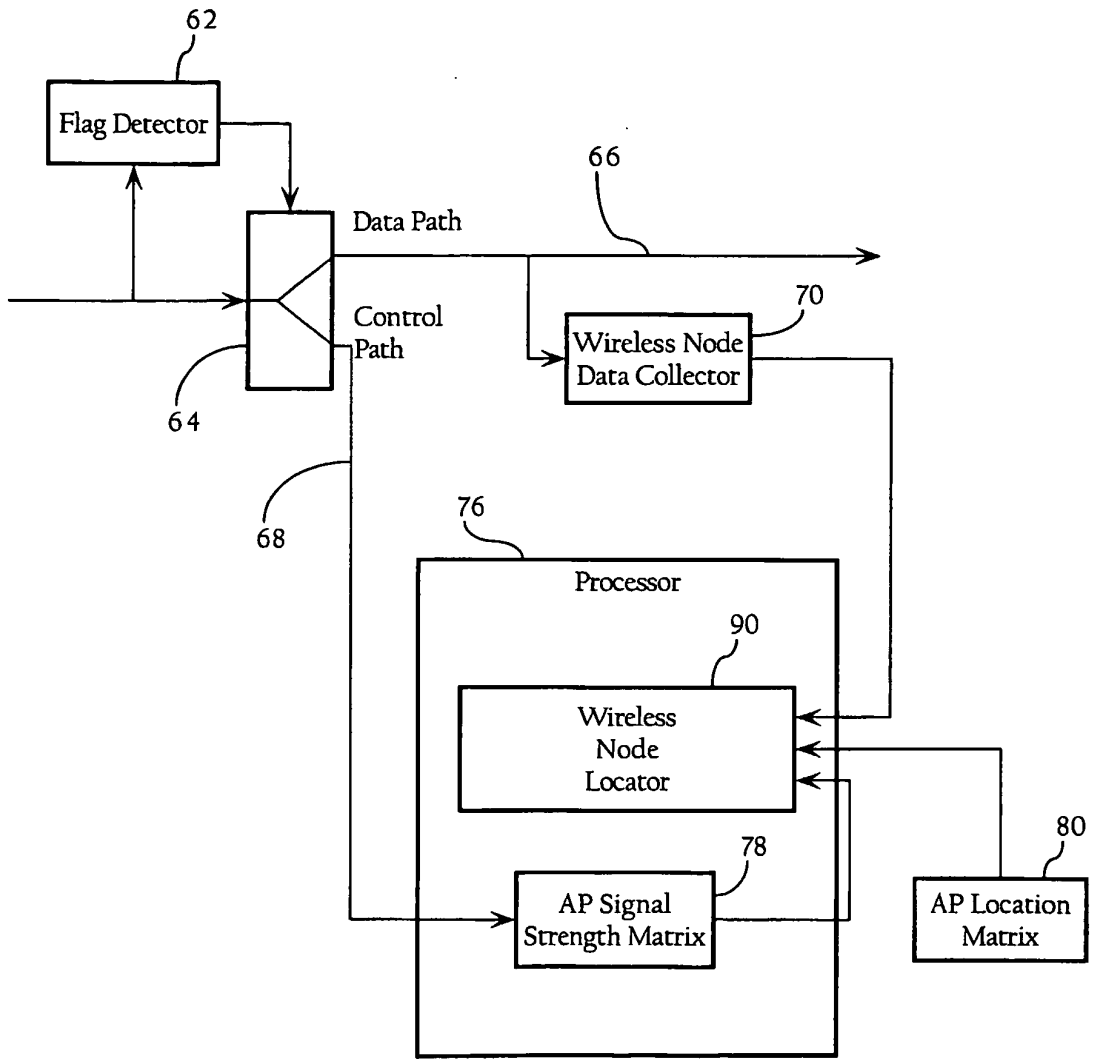 62
Flag Detector
66
Data Path
70
Control
Path
Wireless Node
Data Collector
64
68
76
Processor
90
Wireless
Node
Locator
78
80
AP Signal
Strength Matrix
AP Location
Matrix